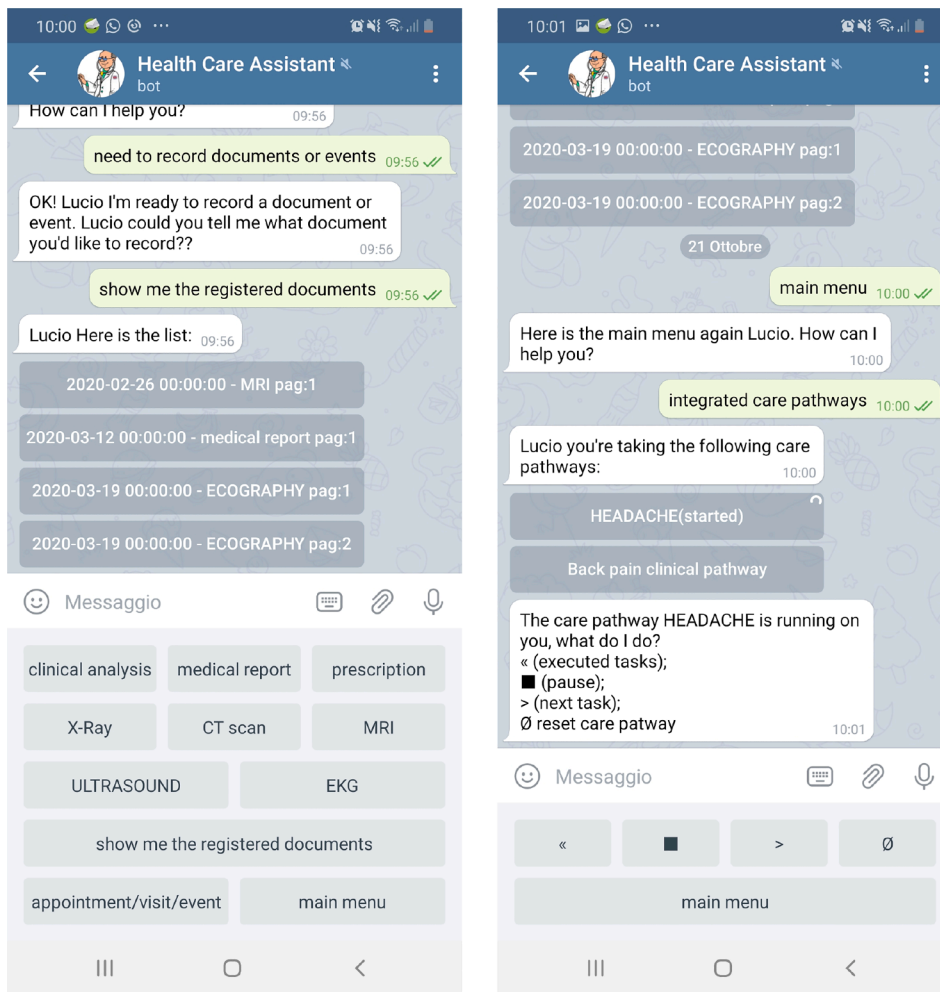 10:00
Health Care Assistant
bot
How can I help you?
09:56
need to record documents or events 09:56
OK! Lucio I'm ready to record a document or
event. Lucio could you tell me what document
you'd like to record??
09:56
show me the registered documents 09:56
Lucio Here is the list: 09:56
2020-02-26 00:00:00 - MRI pag:1
2020-03-12 00:00:00 - medical report pag:1
2020-03-19 00:00:00 - ECOGRAPHY pag:1
2020-03-19 00:00:00 - ECOGRAPHY pag:2
Messaggio
clinical analysis
medical report
prescription
X-Ray
CT scan
MRI
ULTRASOUND
EKG
show me the registered documents
appointment/visit/event
main menu
10:01
Health Care Assistant
bot
2020-03-19 00:00:00 - ECOGRAPHY pag:1
2020-03-19 00:00:00 - ECOGRAPHY pag:2
21 Ottobre
main menu 10:00
Here is the main menu again Lucio. How can I
help you?
10:00
integrated care pathways 10:00
Lucio you're taking the following care
pathways:
10:00
HEADACHE(started)
Back pain clinical pathway
The care pathway HEADACHE is running on
you, what do I do?
« (executed tasks);
■ (pause);
> (next task);
Ø reset care patway
10:01
Messaggio
«
■
>
Ø
main menu